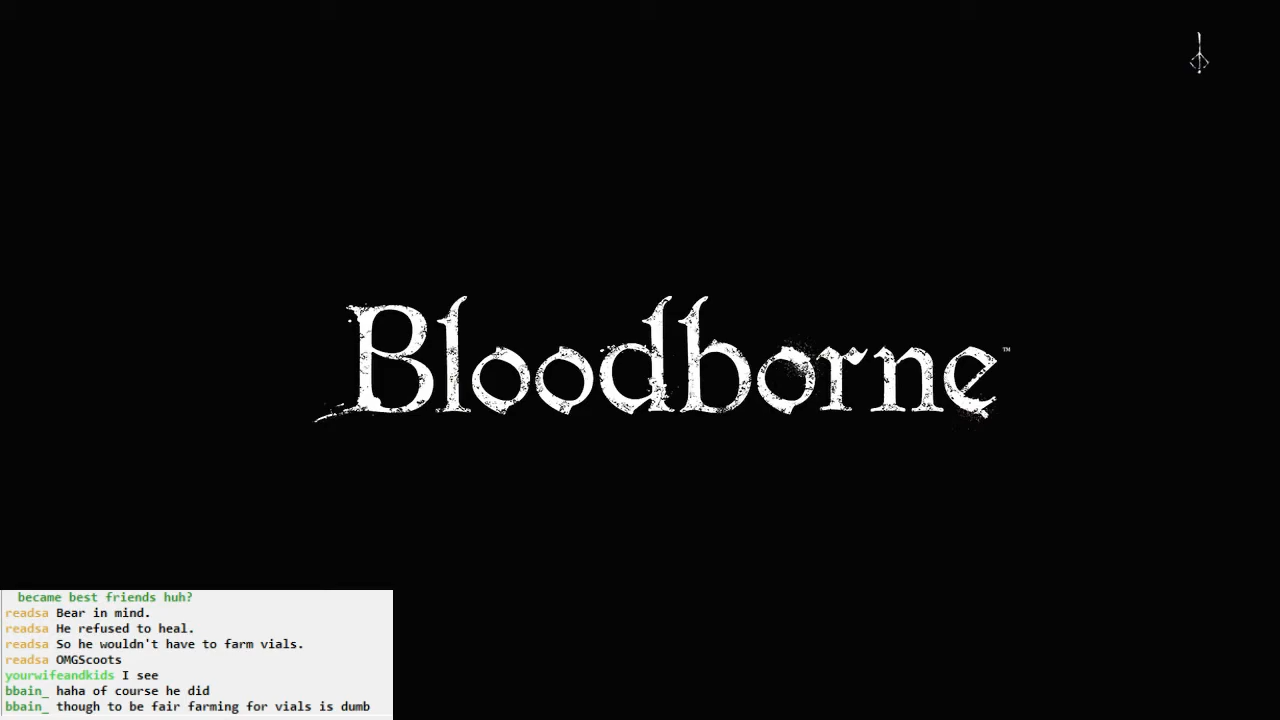 Bloodborne™
became best friends huh?
readsa Bear in mind.
readsa He refused to heal.
readsa So he wouldn't have to farm vials.
readsa OMGScoots
yourwifeandkids I see
bbain_ haha of course he did
bbain_ though to be fair farming for vials is dumb